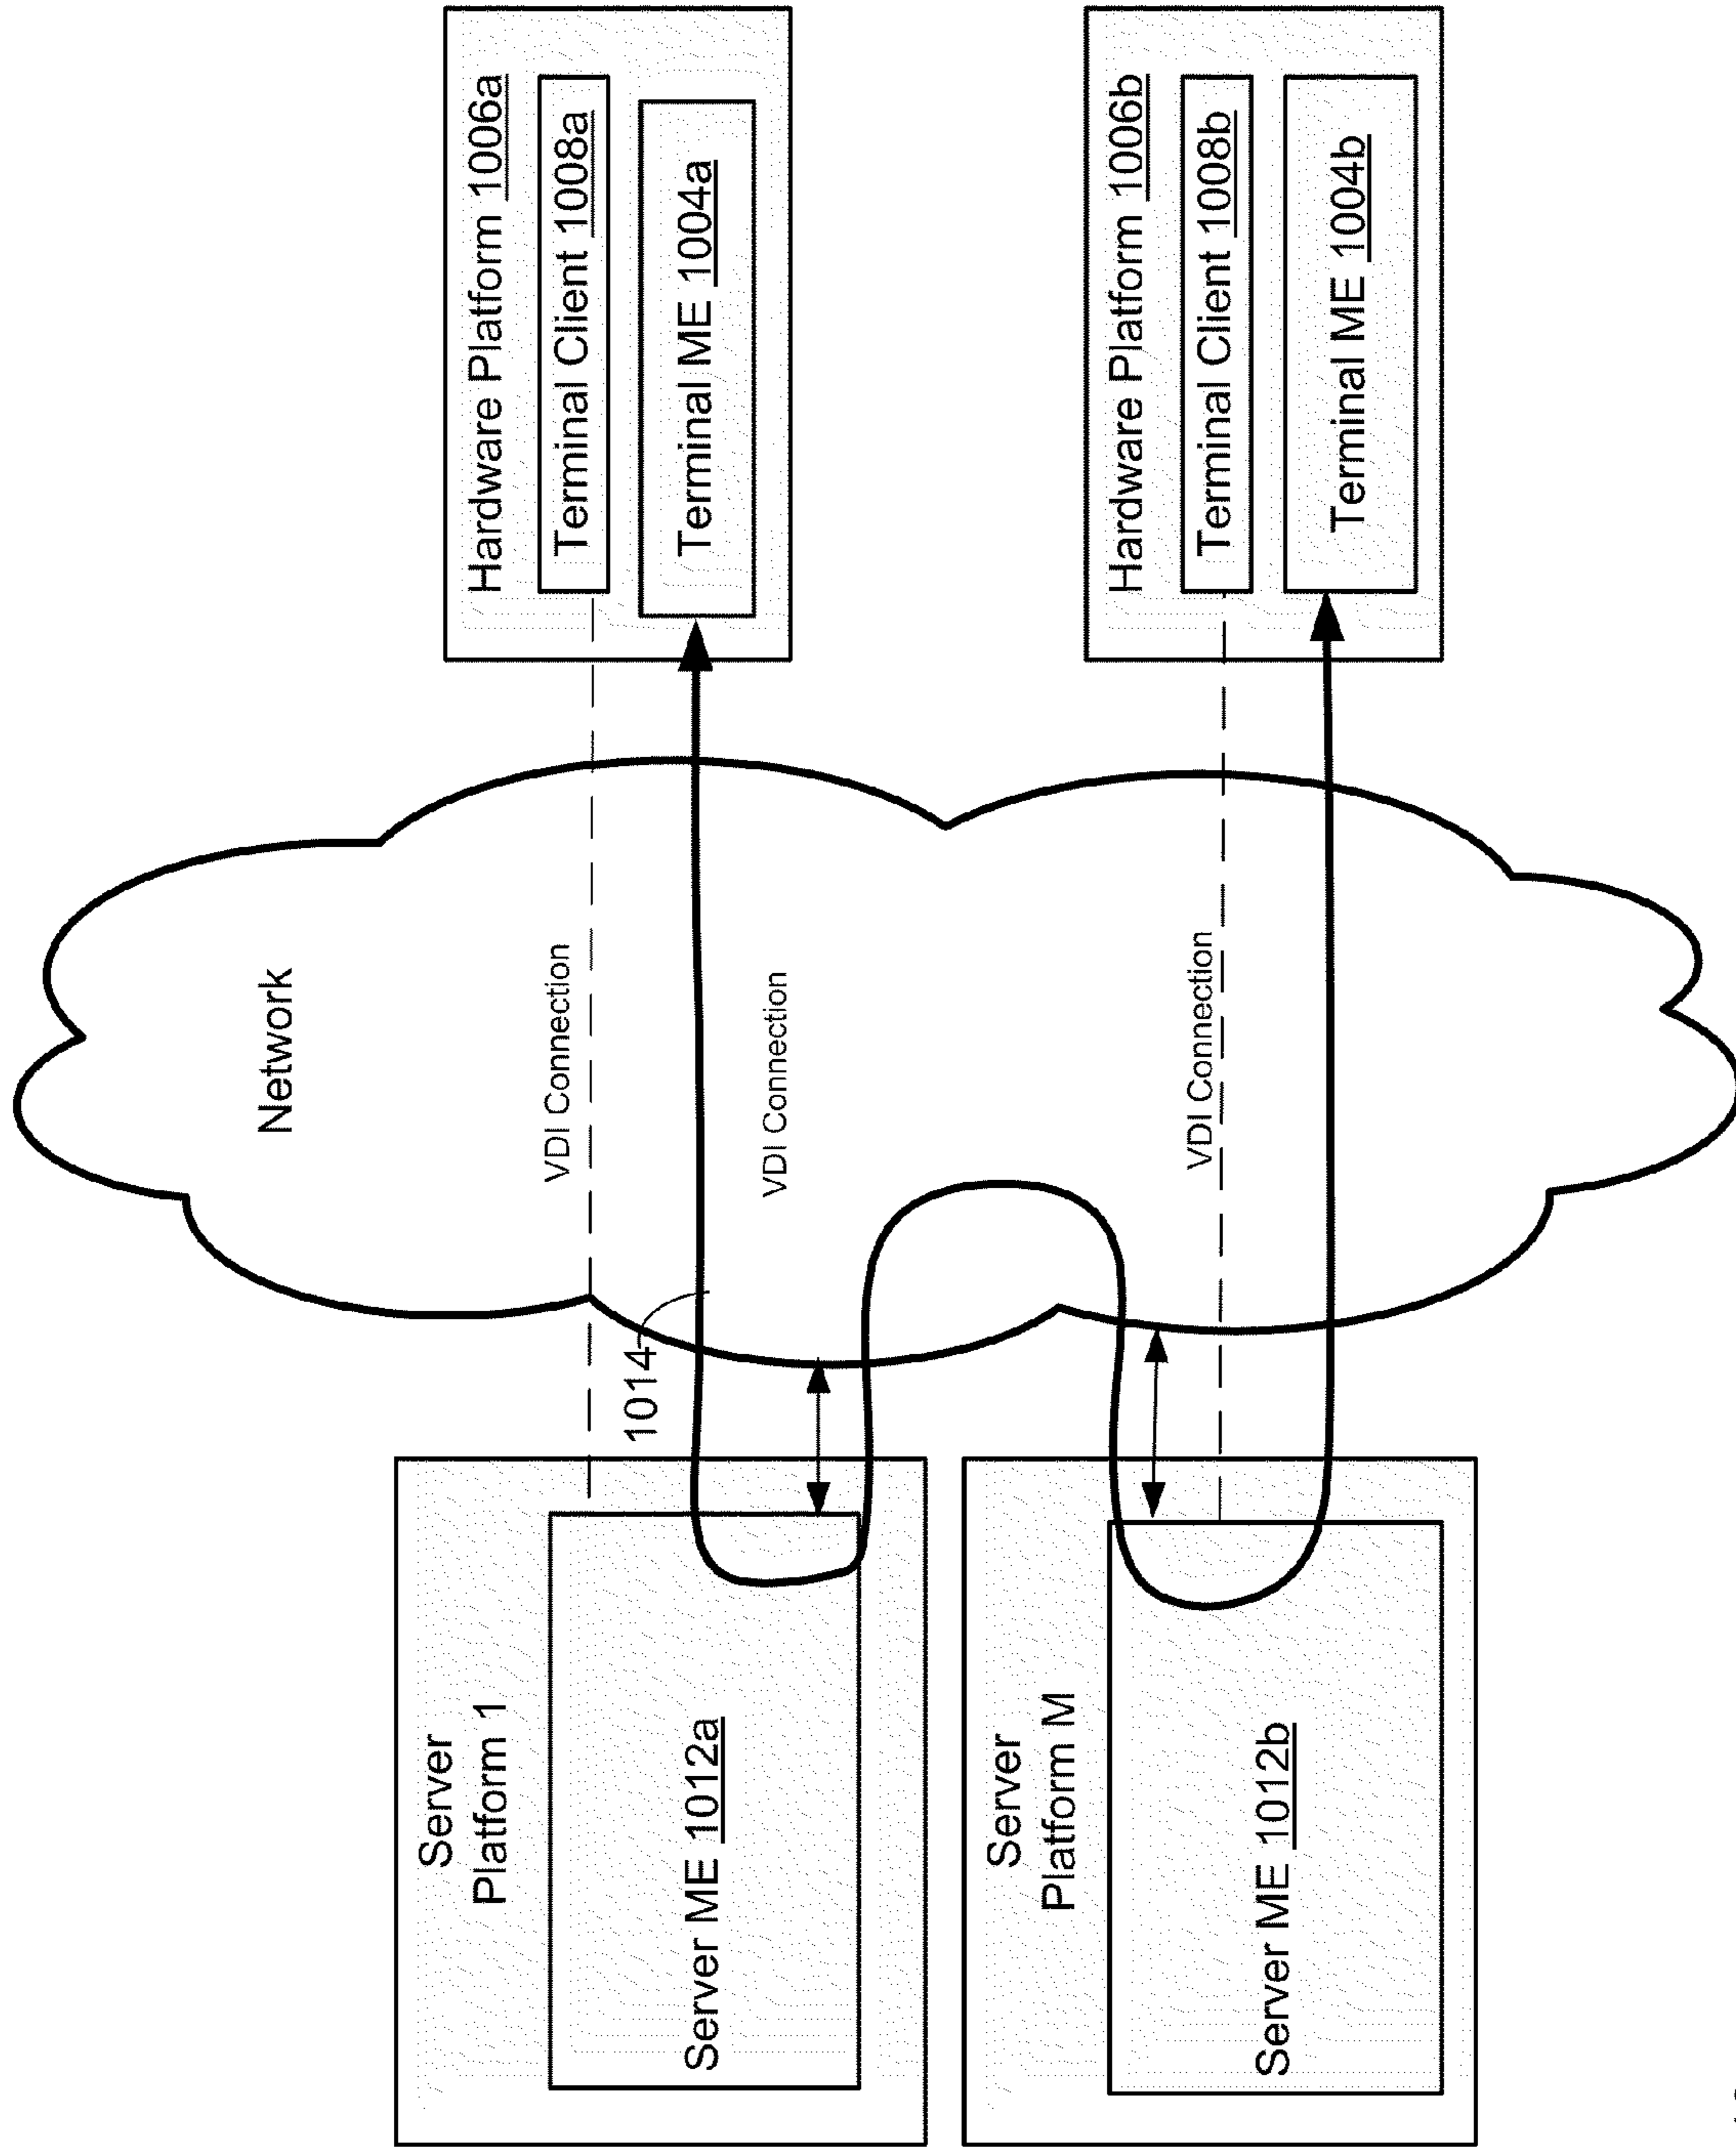 Hardware Platform 1006a
Terminal Client 1008a
Terminal ME 1004a
Hardware Platform 1006b
Terminal Client 1008b
Terminal ME 1004b
Network
VDI Connection
VDI Connection
VDI Connection
1014
Server
Platform 1
Server ME 1012a
Server
Platform M
Server ME 1012b